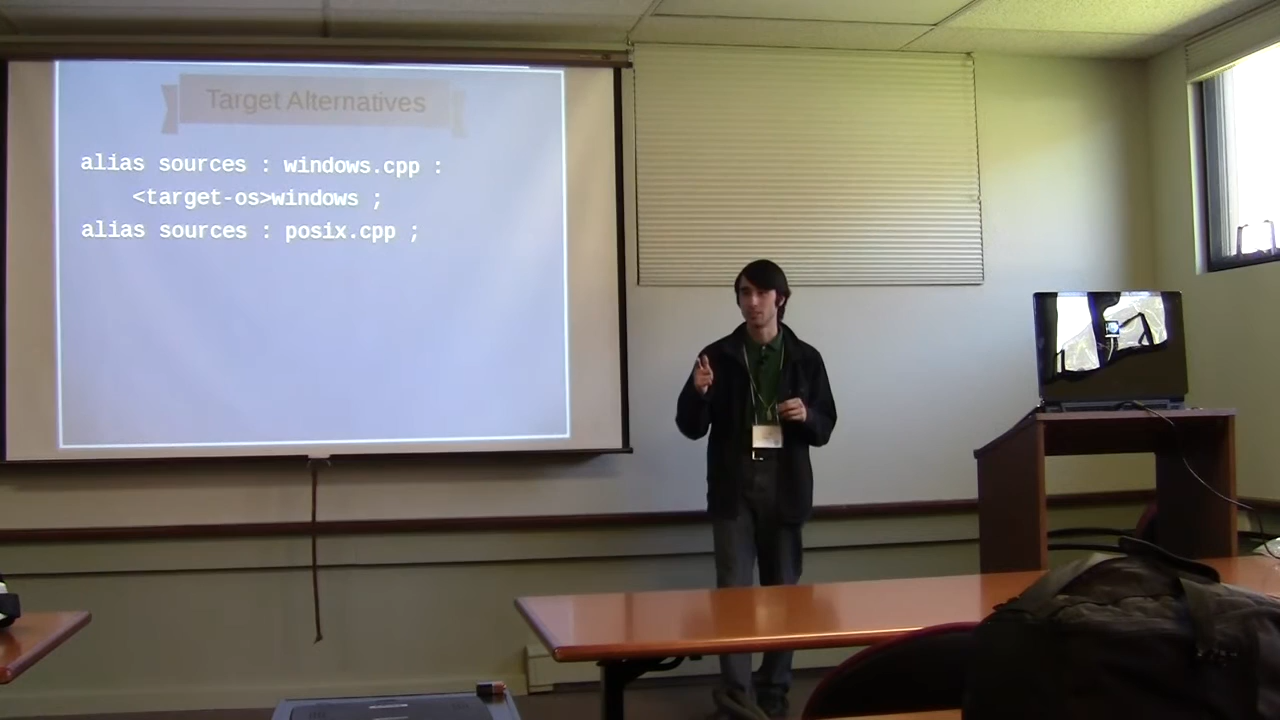 Target Alternatives
alias sources : windows.cpp :
<target-os>windows ;
alias sources : posix.cpp ;